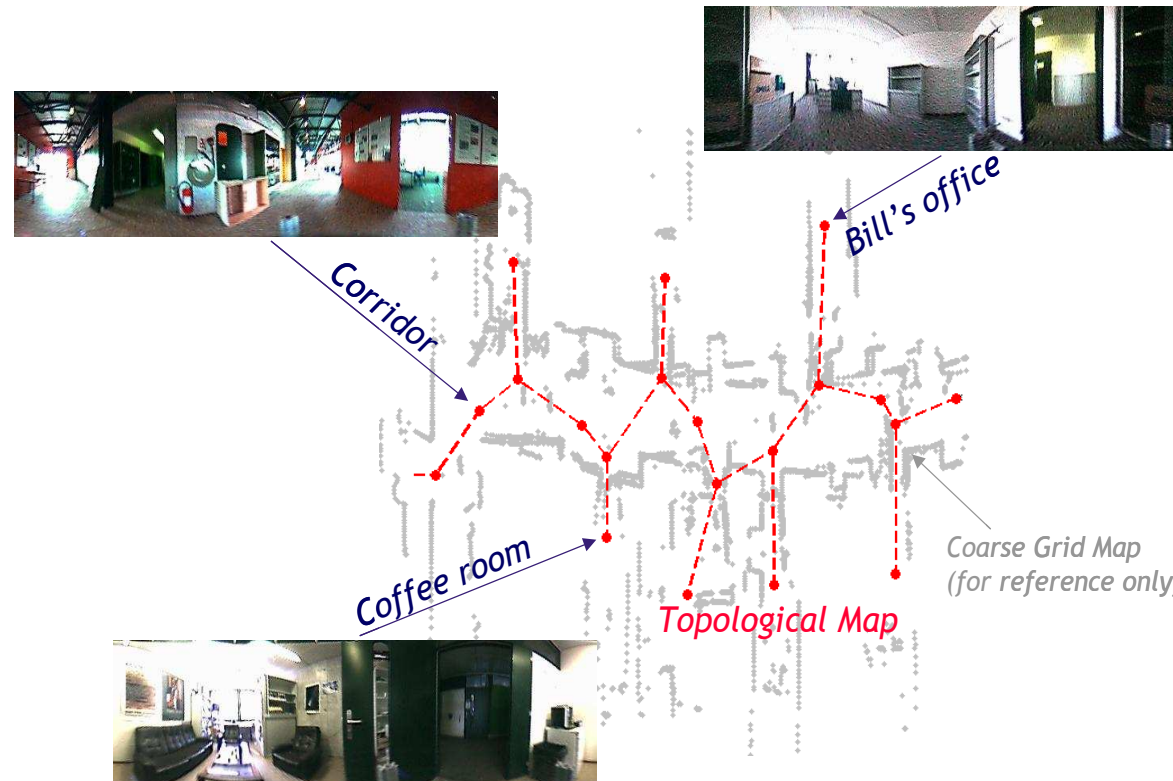 Bill's office
Corridor
Coffee room
Coarse Grid Map
(for reference only
Topological Map